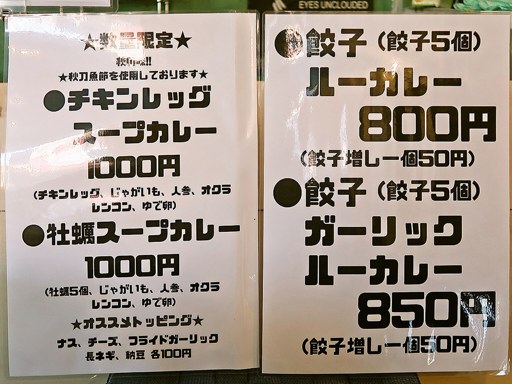 EYES UNCLOUDED
★数量限定★
秋の味!!
★秋刀魚節を使用しております★
●チキンレッグ
スープカレー
1000円
(チキンレッグ、じゃがいも、人参、オクラ
レンコン、ゆで卵)
●牡蠣スープカレー
1000円
(牡蠣5個、じゃがいも、人参、オクラ
レンコン、ゆで卵)
★オススメトッピング★
ナス、チーズ、フライドガーリック
長ネギ、納豆 各100円
●餃子(餃子5個)
ルーカレー
800円
(餃子増し一個50円)
●餃子(餃子5個)
ガーリック
ルーカレー
850円
(餃子増し一個50円)